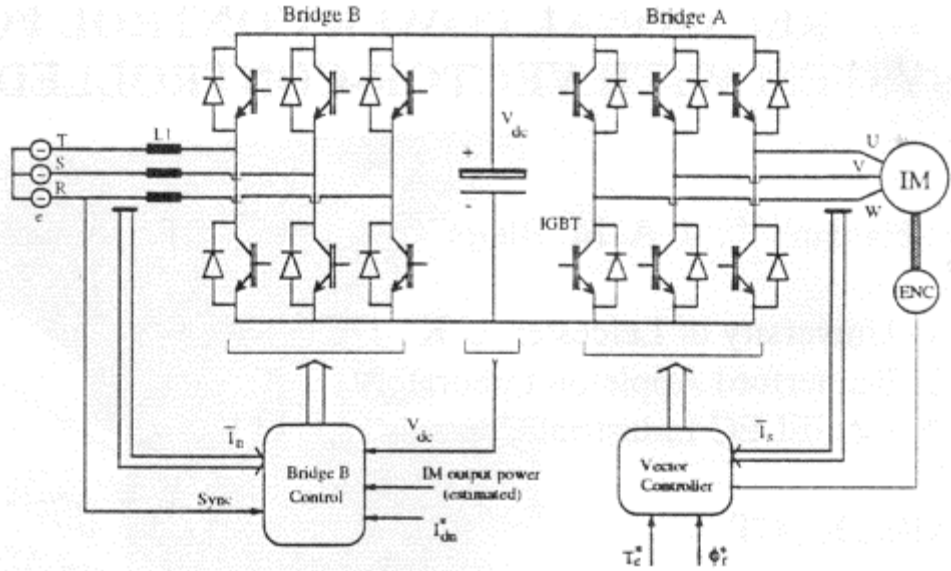 Bridge B
Bridge A
V
dc
+
-
L1
T
S
R
e
U
V
W
IM
IGBT
ENC
V
dc
I
n
I
s
Bridge B
Control
IM output power
(estimated)
Sync
I*
dn
Vector
Controller
T*
e
ϕ*
r